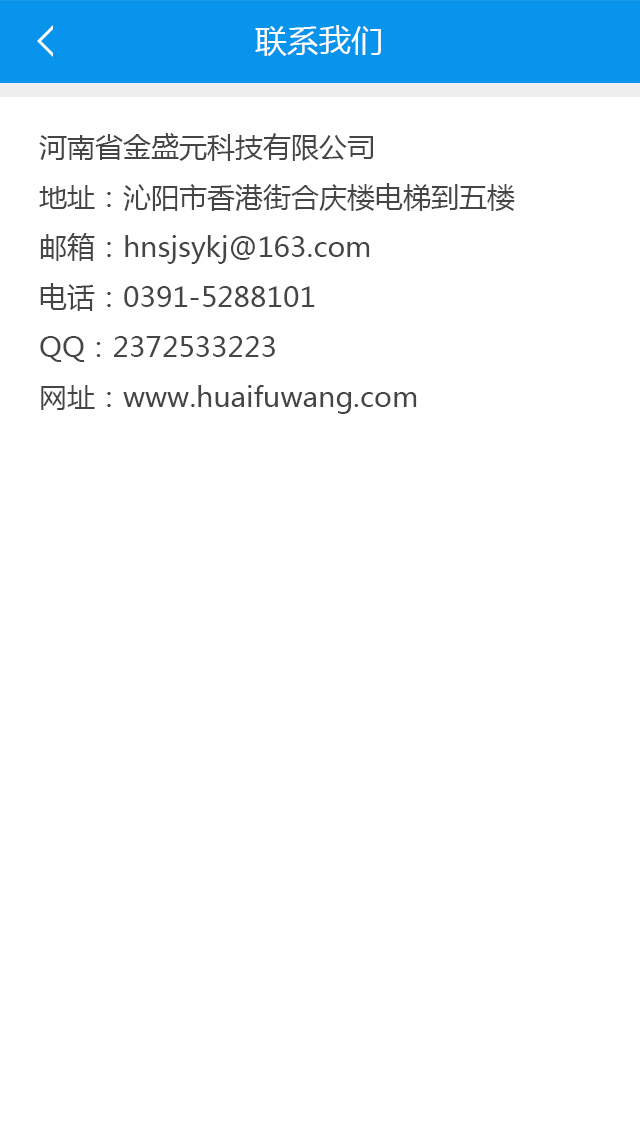 联系我们
河南省金盛元科技有限公司
地址：沁阳市香港街合庆楼电梯到五楼
邮箱：hnsjsykj@163.com
电话：0391-5288101
QQ：2372533223
网址：www.huaifuwang.com